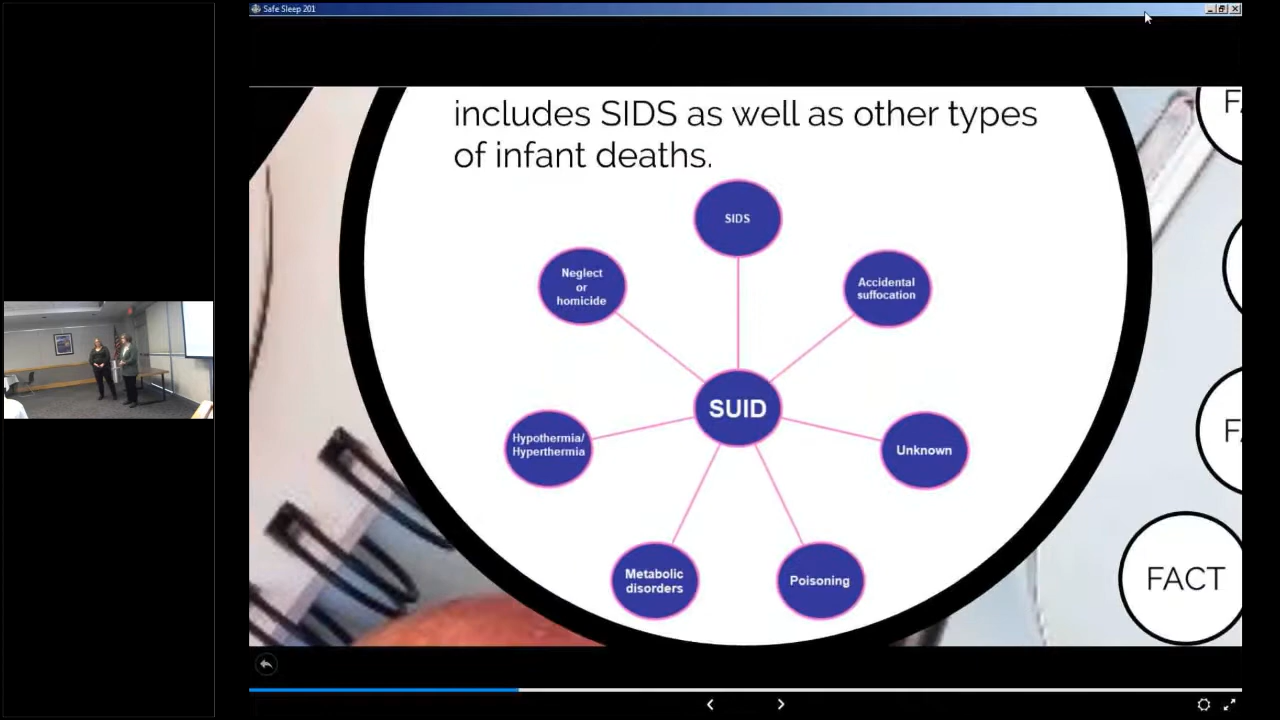 Safe Sleep 201
includes SIDS as well as other types
of infant deaths.
SIDS
Neglect
or
homicide
Accidental
suffocation
SUID
Hypothermia/
Hyperthermia
Unknown
Metabolic
disorders
Poisoning
FACT